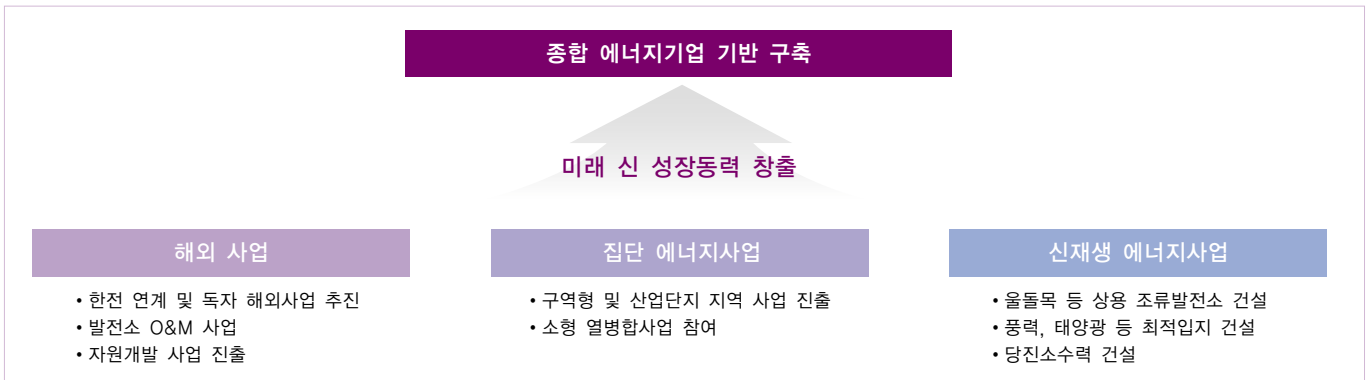 종합 에너지기업 기반 구축
미래 신 성장동력 창출
해외 사업
• 한전 연계 및 독자 해외사업 추진
• 발전소 O&M 사업
• 자원개발 사업 진출
집단 에너지사업
• 구역형 및 산업단지 지역 사업 진출
• 소형 열병합사업 참여
신재생 에너지사업
• 울돌목 등 상용 조류발전소 건설
• 풍력, 태양광 등 최적입지 건설
• 당진소수력 건설